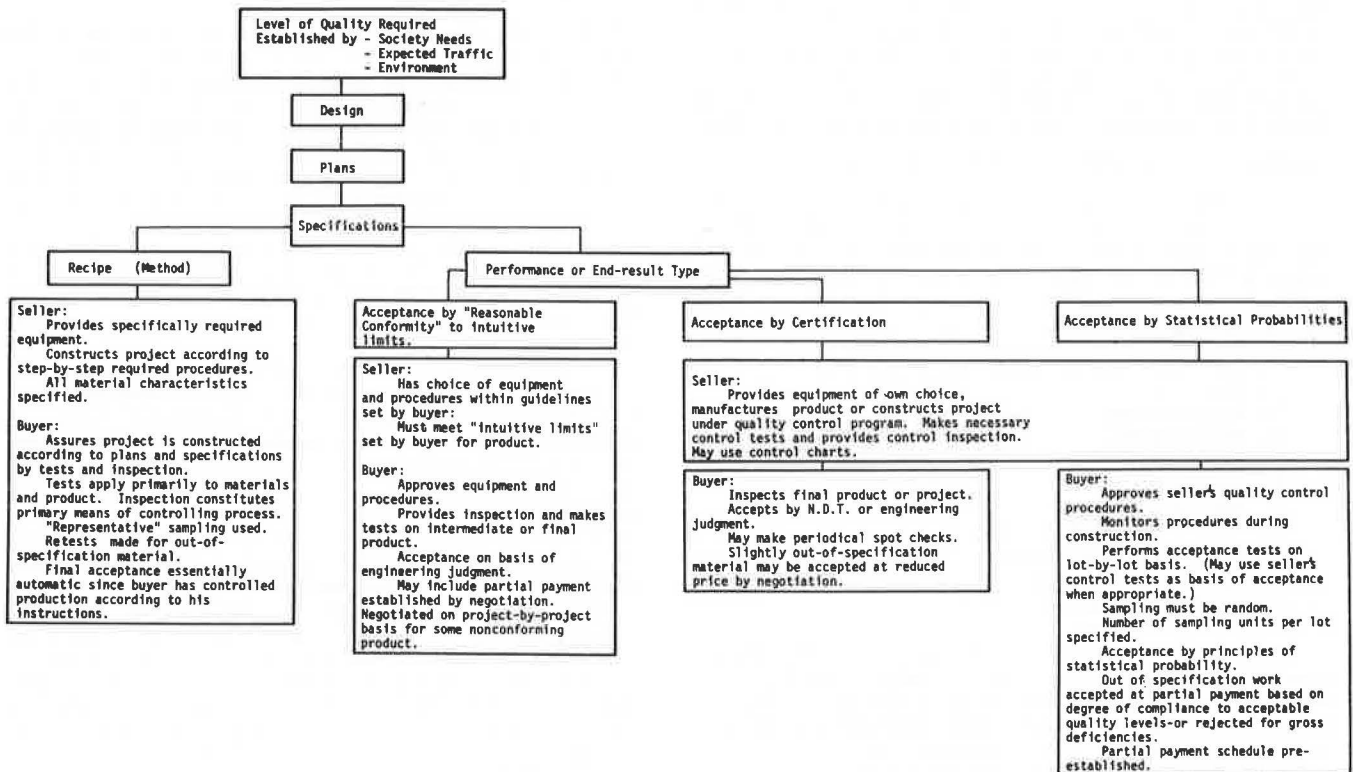 Level of Quality Required
Established by - Society Needs
- Expected Traffic
- Environment
Design
Plans
Specifications
Recipe (Method)
Performance or End-result Type
Seller:
Provides specifically required
equipment.
Constructs project according to
step-by-step required procedures.
All material characteristics
specified.
Buyer:
Assures project is constructed
according to plans and specifications
by tests and inspection.
Tests apply primarily to materials
and product. Inspection constitutes
primary means of controlling process.
"Representative" sampling used.
Retests made for out-of-
specification material.
Final acceptance essentially
automatic since buyer has controlled
production according to his
instructions.
Acceptance by "Reasonable
Conformity" to intuitive
limits.
Seller:
Has choice of equipment
and procedures within guidelines
set by buyer:
Must meet "intuitive limits"
set by buyer for product.
Buyer:
Approves equipment and
procedures.
Provides inspection and makes
tests on intermediate or final
product.
Acceptance on basis of
engineering judgment.
May include partial payment
established by negotiation.
Negotiated on project-by-project
basis for some nonconforming
product.
Acceptance by Certification
Acceptance by Statistical Probabilities
Seller:
Provides equipment of own choice,
manufactures product or constructs project
under quality control program. Makes necessary
control tests and provides control inspection.
May use control charts.
Buyer:
Inspects final product or project.
Accepts by N.D.T. or engineering
judgment.
May make periodical spot checks.
Slightly out-of-specification
material may be accepted at reduced
price by negotiation.
Buyer:
Approves seller's quality control
procedures.
Monitors procedures during
construction.
Performs acceptance tests on
lot-by-lot basis. (May use seller's
control tests as basis of acceptance
when appropriate.)
Sampling must be random.
Number of sampling units per lot
specified.
Acceptance by principles of
statistical probability.
Out of specification work
accepted at partial payment based on
degree of compliance to acceptable
quality levels-or rejected for gross
deficiencies.
Partial payment schedule pre-
established.